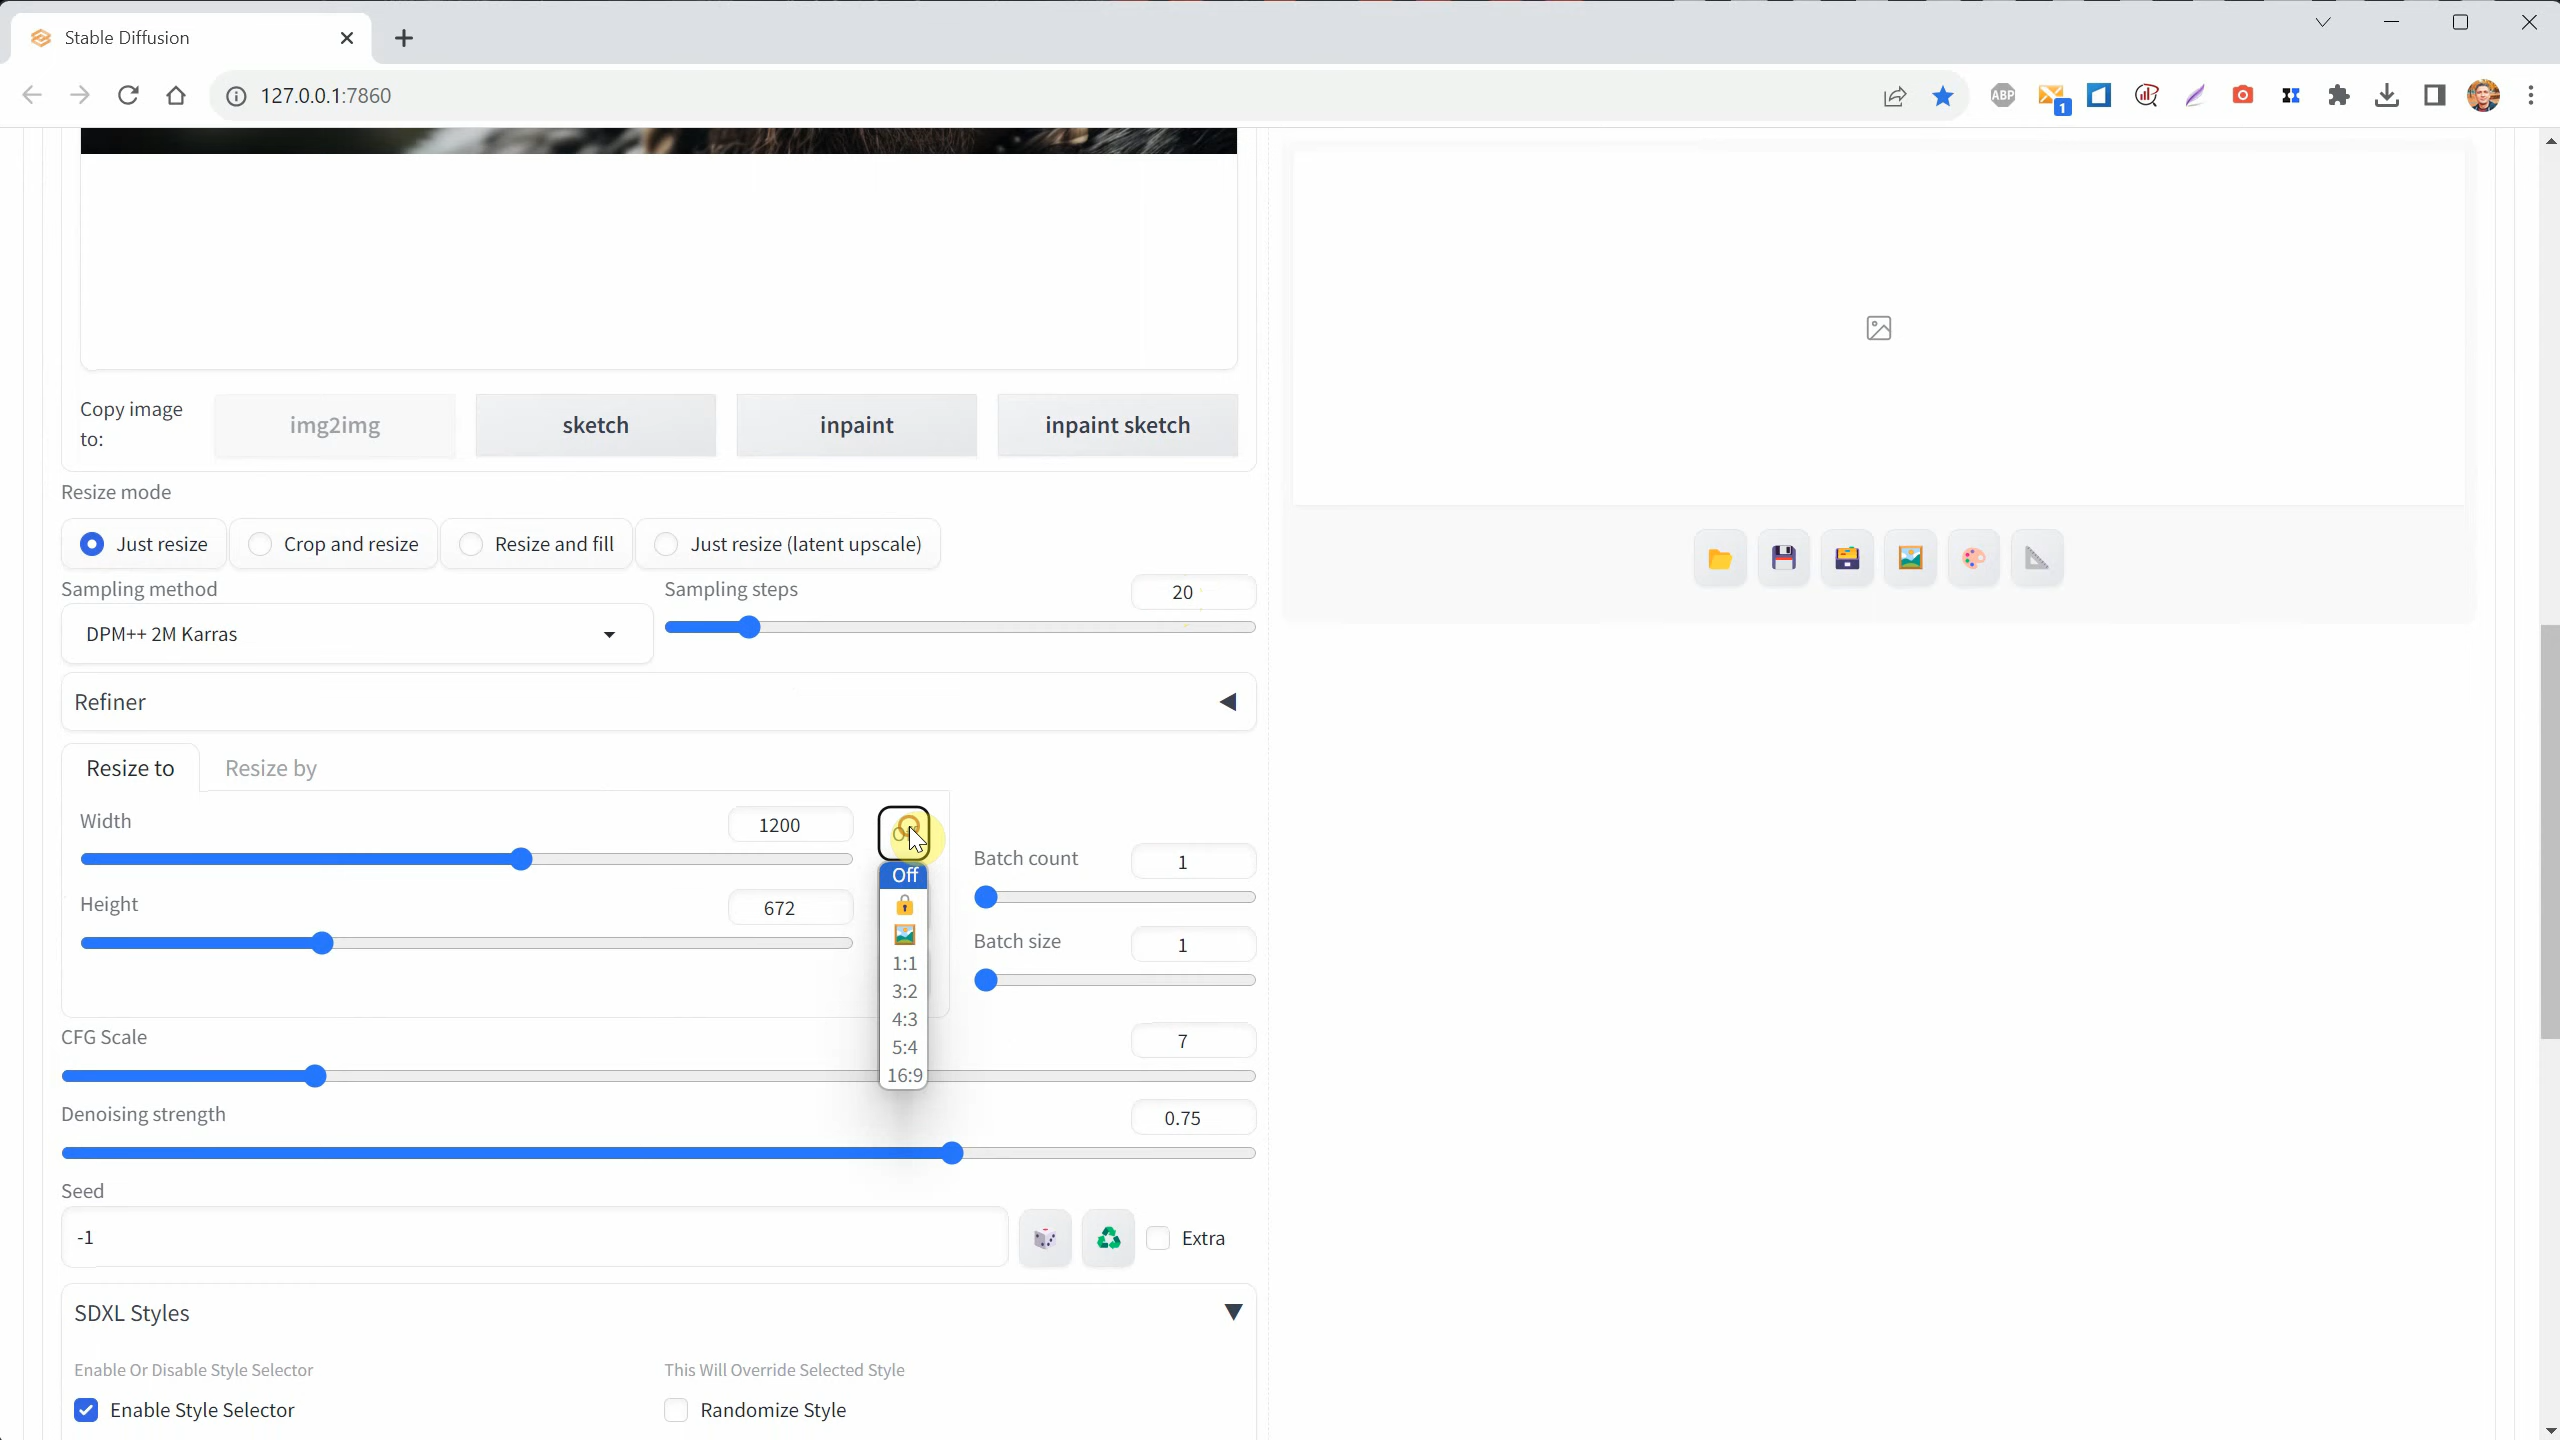 Stable Diffusion
127.0.0.1:7860
ABP
1
Copy image
to:
img2img
sketch
inpaint
inpaint sketch
Resize mode
Just resize
Crop and resize
Resize and fill
Just resize (latent upscale)
Sampling method
Sampling steps
20
DPM++ 2M Karras
Refiner
Resize to
Resize by
Width
1200
Height
672
Off
1:1
3:2
4:3
5:4
16:9
Batch count
1
Batch size
1
CFG Scale
7
Denoising strength
0.75
Seed
-1
Extra
SDXL Styles
Enable Or Disable Style Selector
This Will Override Selected Style
Enable Style Selector
Randomize Style